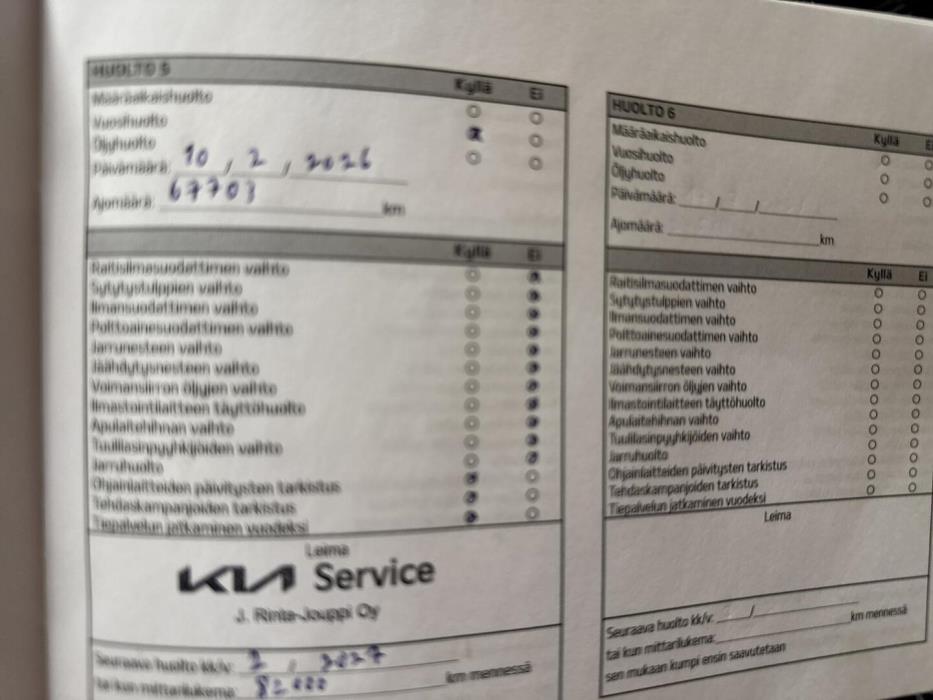 HUOLTO 5
Kyllä Ei
Määräaikaishuolto
Vuosihuolto
Öljyhuolto
Päivämäärä: 10 / 2 / 2026
Ajomäärä: 67703 km
Kyllä Ei
Raitisilmasuodattimen vaihto
Sytytystulppien vaihto
Ilmansuodattimen vaihto
Polttoainesuodattimen vaihto
Jarrunesteen vaihto
Jäähdytysnesteen vaihto
Voimansiirron öljyjen vaihto
Ilmastointilaitteen täyttöhuolto
Apulaitehihnan vaihto
Tuulilasinpyyhkijöiden vaihto
Jarruhuolto
Ohjainlaitteiden päivitysten tarkistus
Tehdaskampanjoiden tarkistus
Tiepalvelun jatkaminen vuodeksi
Leima
KIA Service
J. Rinta-Jouppi Oy
Seuraava huolto kk/v: 2 / 2027
tai kun mittarilukema: 82000 km mennessä
HUOLTO 6
Kyllä E
Määräaikaishuolto
Vuosihuolto
Öljyhuolto
Päivämäärä: / /
Ajomäärä: km
Kyllä Ei
Raitisilmasuodattimen vaihto
Sytytystulppien vaihto
Ilmansuodattimen vaihto
Polttoainesuodattimen vaihto
Jarrunesteen vaihto
Jäähdytysnesteen vaihto
Voimansiirron öljyjen vaihto
Ilmastointilaitteen täyttöhuolto
Apulaitehihnan vaihto
Tuulilasinpyyhkijöiden vaihto
Jarruhuolto
Ohjainlaitteiden päivitysten tarkistus
Tehdaskampanjoiden tarkistus
Tiepalvelun jatkaminen vuodeksi
Leima
Seuraava huolto kk/v: /
tai kun mittarilukema: km mennessä
sen mukaan kumpi ensin saavutetaan